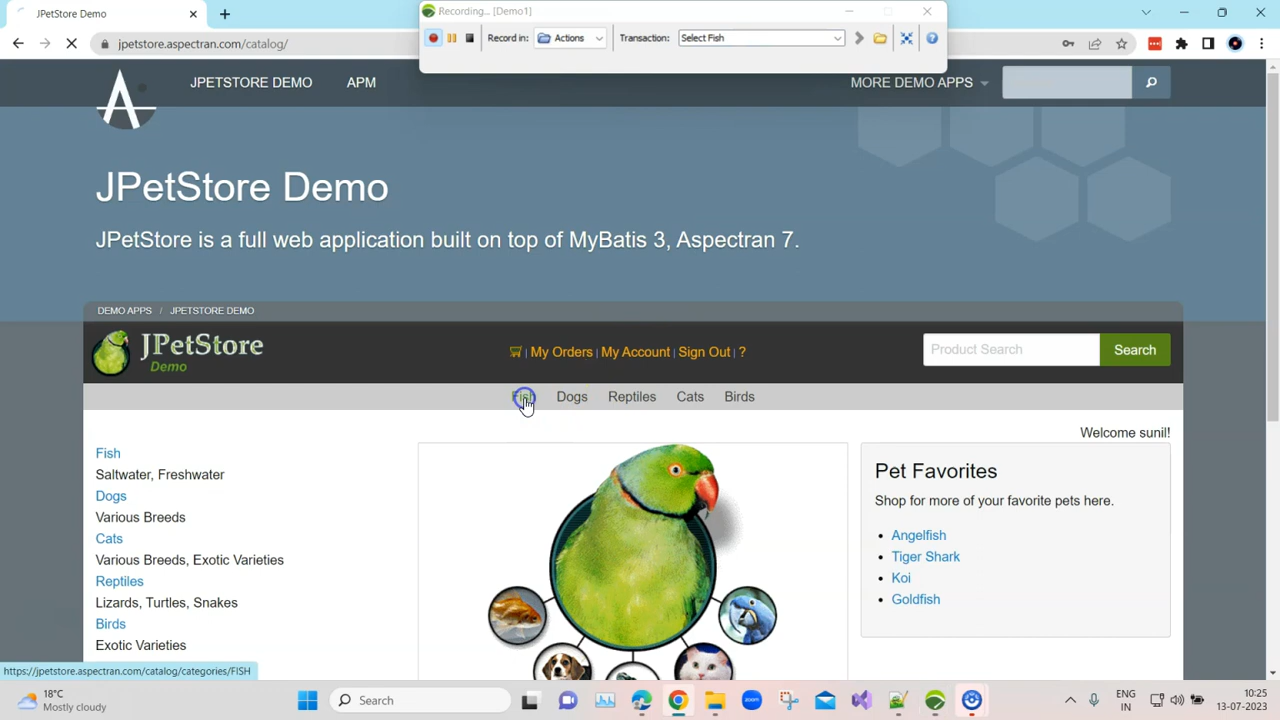 JPetStore Demo
Recording... [Demo1]
jpetstore.aspectran.com/catalog/
Record in: Actions Transaction: Select Fish
JPETSTORE DEMO APM MORE DEMO APPS
JPetStore Demo
JPetStore is a full web application built on top of MyBatis 3, Aspectran 7.
DEMO APPS / JPETSTORE DEMO
JPetStore
Demo
| My Orders | My Account | Sign Out | ?
Product Search Search
Fish Dogs Reptiles Cats Birds
Welcome sunil!
Fish
Saltwater, Freshwater
Dogs
Various Breeds
Cats
Various Breeds, Exotic Varieties
Reptiles
Lizards, Turtles, Snakes
Birds
Exotic Varieties
Pet Favorites
Shop for more of your favorite pets here.
Angelfish
Tiger Shark
Koi
Goldfish
https://jpetstore.aspectran.com/catalog/categories/FISH
18°C
Mostly cloudy
Search
zoom
ENG
IN
10:25
13-07-2023